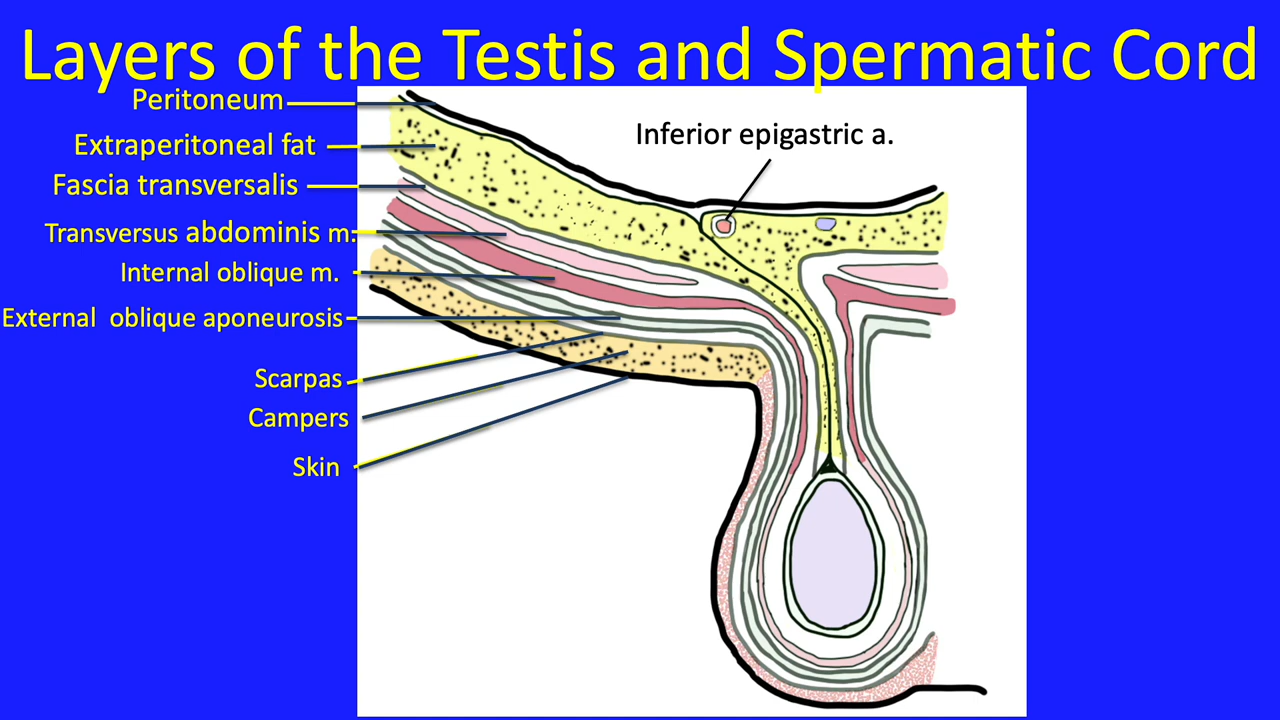 Layers of the Testis and Spermatic Cord
Peritoneum
Inferior epigastric a.
Extraperitoneal fat
Fascia transversalis
Transversus abdominis m.
Internal oblique m.
External oblique aponeurosis
Scarpas
Campers
Skin